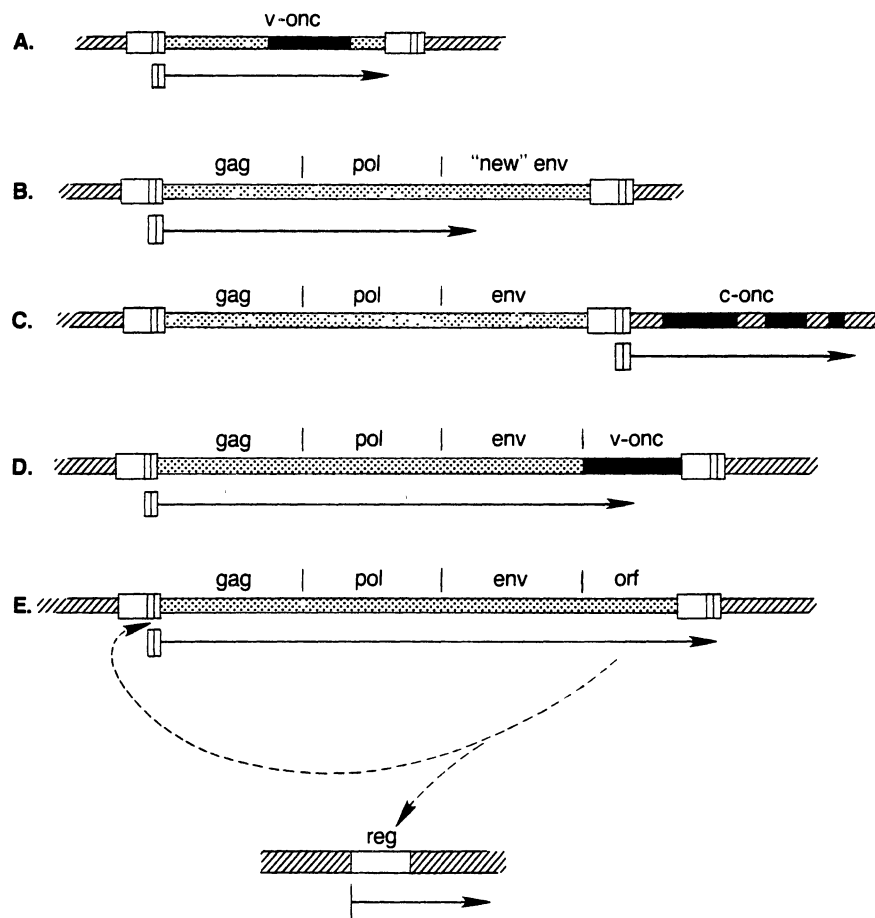 v-onc
A.
gag | pol | "new" env
B.
gag | pol | env c-onc
C.
gag | pol | env | v-onc
D.
gag | pol | env | orf
E.
reg